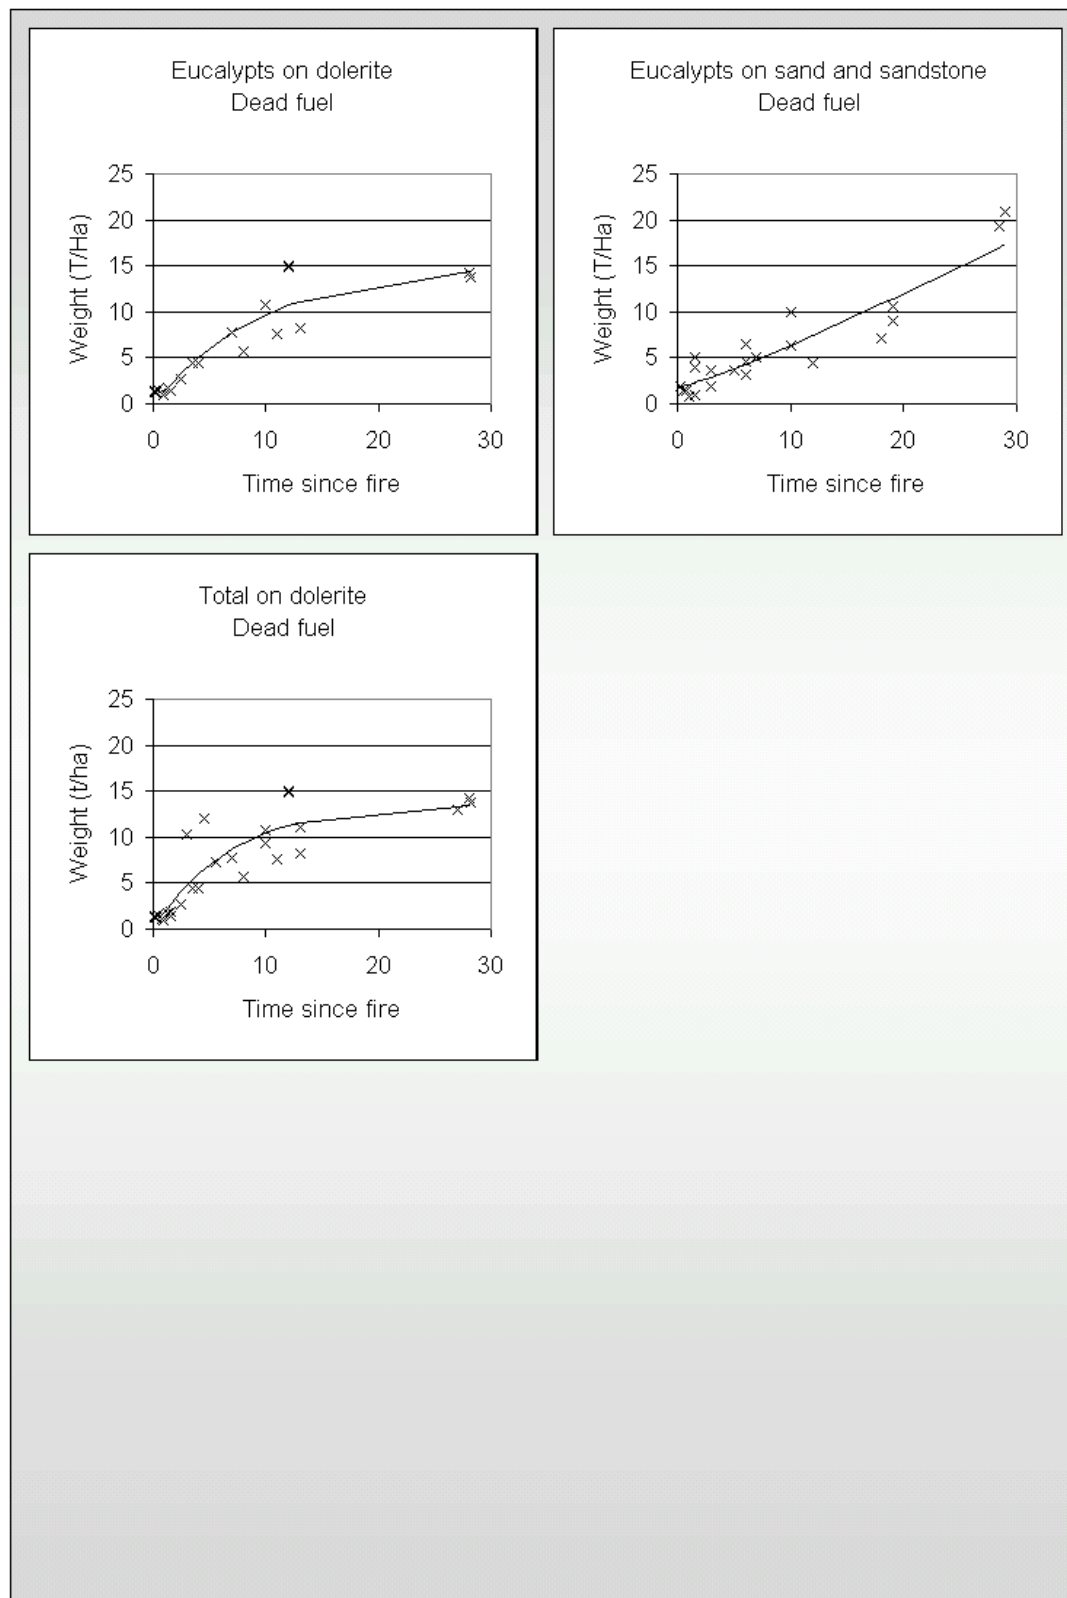 Eucalypts on dolerite
Dead fuel
25
20
15
10
5
0
Weight (T/Ha)
0 10 20 30
Time since fire
Eucalypts on sand and sandstone
Dead fuel
25
20
15
10
5
0
Weight (T/Ha)
0 10 20 30
Time since fire
Total on dolerite
Dead fuel
25
20
15
10
5
0
Weight (t/ha)
0 10 20 30
Time since fire